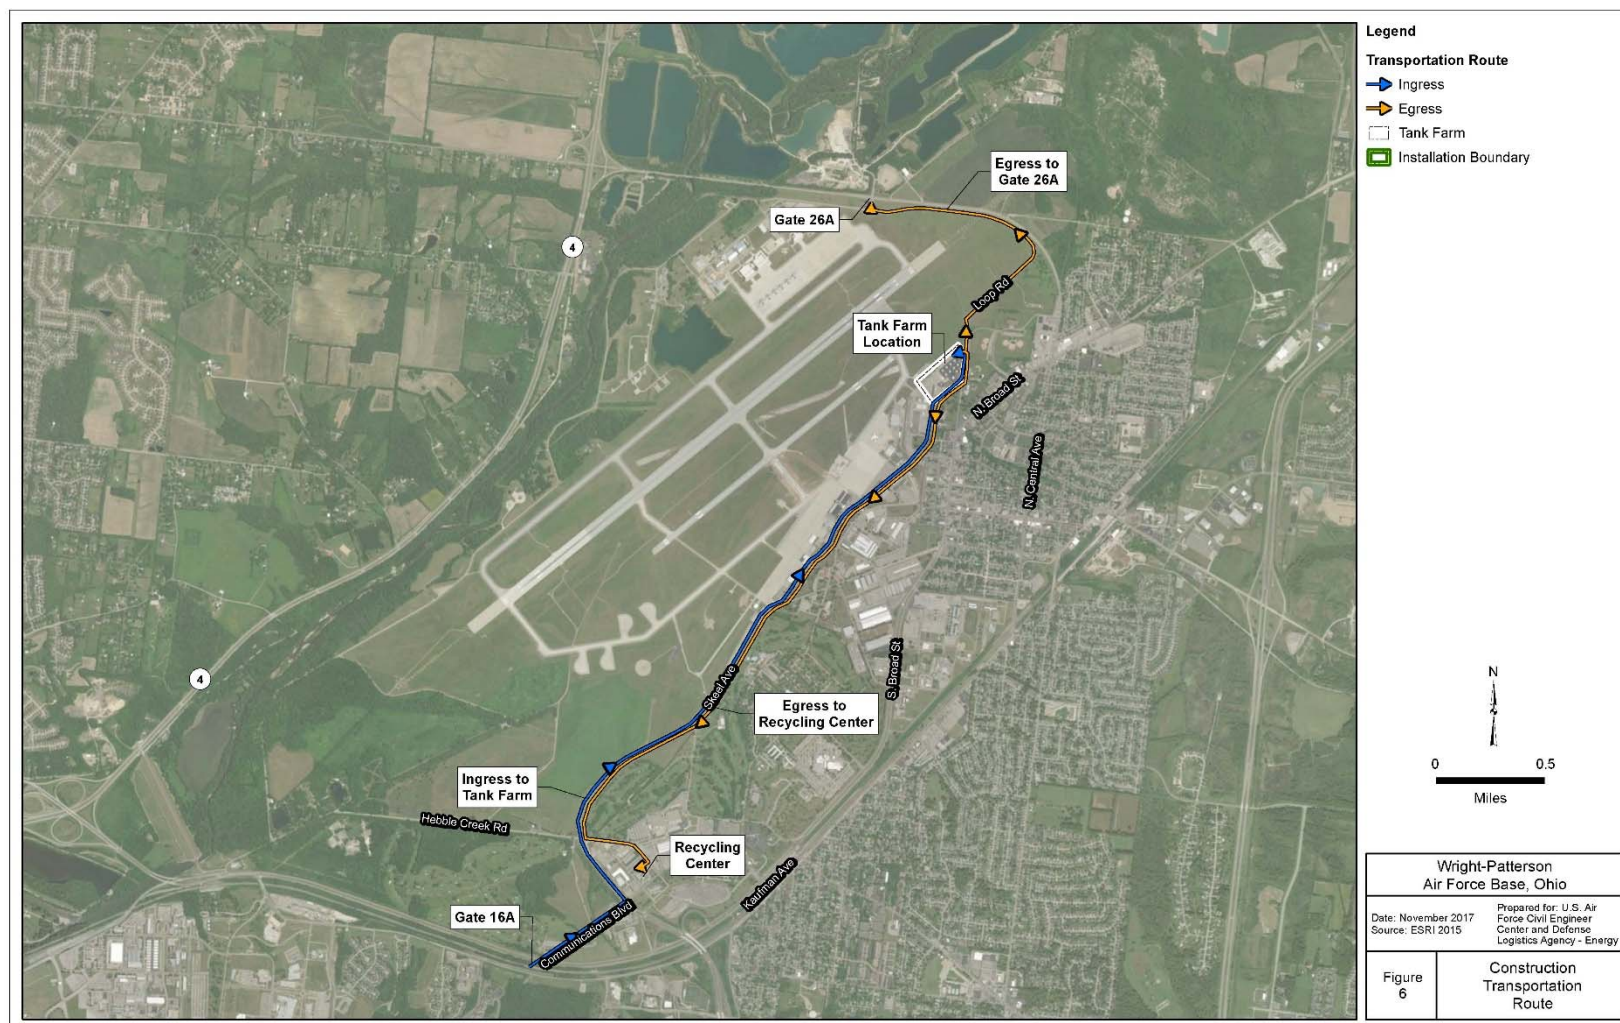 Legend
Transportation Route
Ingress
Egress
Tank Farm
Installation Boundary
Egress to
Gate 26A
Gate 26A
4
Loop Rd
Tank Farm
Location
N. Broad St
N. Central Ave
4
S. Broad St
Skeel Ave
Egress to
Recycling Center
Ingress to
Tank Farm
Hebble Creek Rd
Recycling
Center
Kaufman Ave
Gate 16A
Communications Blvd
N
0 0.5
Miles
Wright-Patterson
Air Force Base, Ohio
Date: November 2017
Source: ESRI 2015
Prepared for: U.S. Air
Force Civil Engineer
Center and Defense
Logistics Agency - Energy
Figure
6
Construction
Transportation
Route